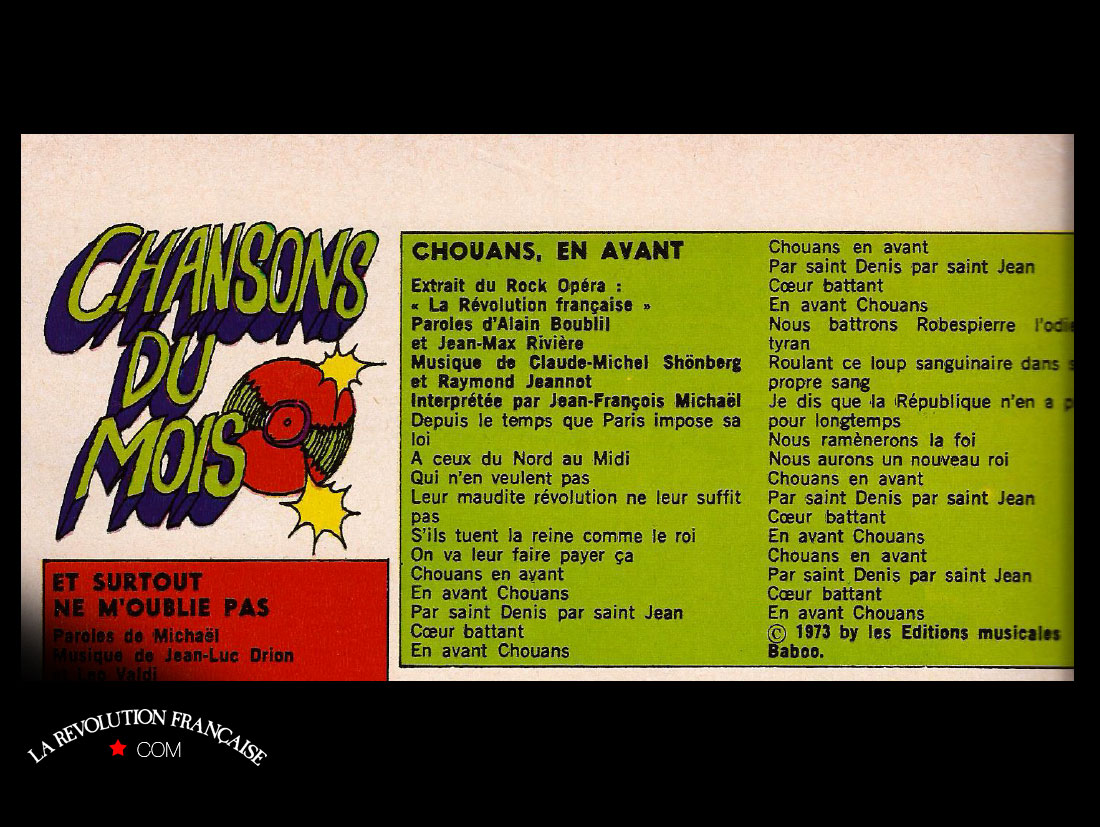 CHANSONS
DU
MOIS
ET SURTOUT
NE M'OUBLIE PAS
Paroles de Michaël
Musique de Jean-Luc Drion
et Leo Valdi
CHOUANS, EN AVANT
Extrait du Rock Opéra :
« La Révolution française »
Paroles d'Alain Boublil
et Jean-Max Rivière
Musique de Claude-Michel Shönberg
et Raymond Jeannot
Interprétée par Jean-François Michaël
Depuis le temps que Paris impose sa
loi
A ceux du Nord au Midi
Qui n'en veulent pas
Leur maudite révolution ne leur suffit
pas
S'ils tuent la reine comme le roi
On va leur faire payer ça
Chouans en avant
En avant Chouans
Par saint Denis par saint Jean
Cœur battant
En avant Chouans
Chouans en avant
Par saint Denis par saint Jean
Cœur battant
En avant Chouans
Nous battrons Robespierre
tyran
Roulant ce loup sanguinaire dans
propre sang
Je dis que la République n'en a
pour longtemps
Nous ramènerons la foi
Nous aurons un nouveau roi
Chouans en avant
Par saint Denis par saint Jean
Cœur battant
En avant Chouans
Chouans en avant
Par saint Denis par saint Jean
Cœur battant
En avant Chouans
© 1973 by les Editions musicales
Baboo.
LA REVOLUTION FRANÇAISE
COM